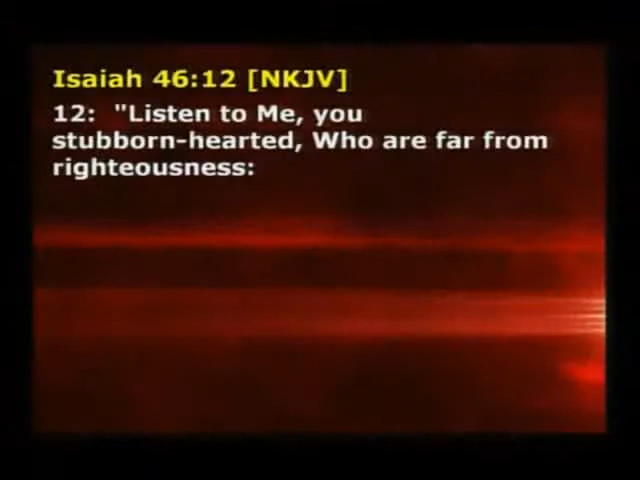 Isaiah 46:12 [NKJV]
12:  "Listen to Me, you
stubborn-hearted, Who are far from
righteousness: